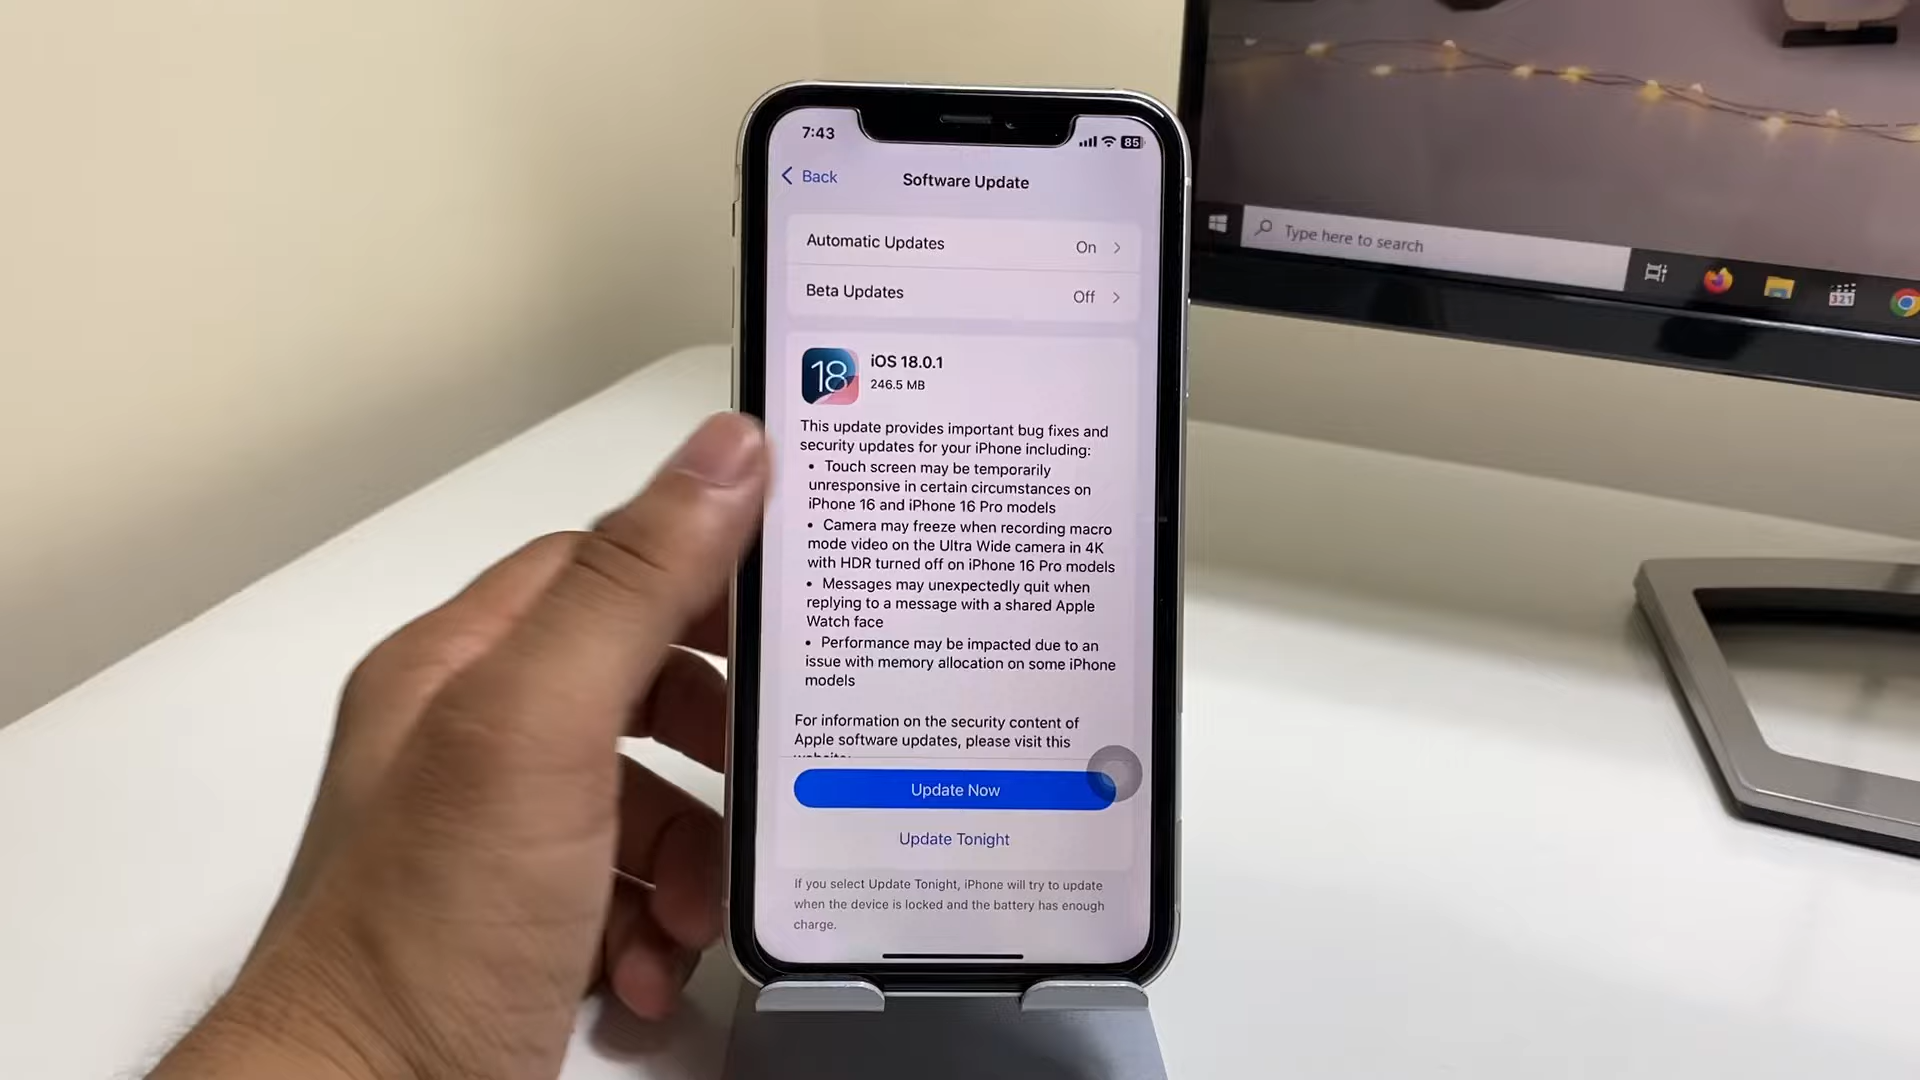 7:43
85
Back
Software Update
Automatic Updates
On
Beta Updates
Off
18
iOS 18.0.1
246.5 MB
This update provides important bug fixes and
security updates for your iPhone including:
• Touch screen may be temporarily
unresponsive in certain circumstances on
iPhone 16 and iPhone 16 Pro models
• Camera may freeze when recording macro
mode video on the Ultra Wide camera in 4K
with HDR turned off on iPhone 16 Pro models
• Messages may unexpectedly quit when
replying to a message with a shared Apple
Watch face
• Performance may be impacted due to an
issue with memory allocation on some iPhone
models
For information on the security content of
Apple software updates, please visit this
Update Now
Update Tonight
If you select Update Tonight, iPhone will try to update
when the device is locked and the battery has enough
charge.
Type here to search
321